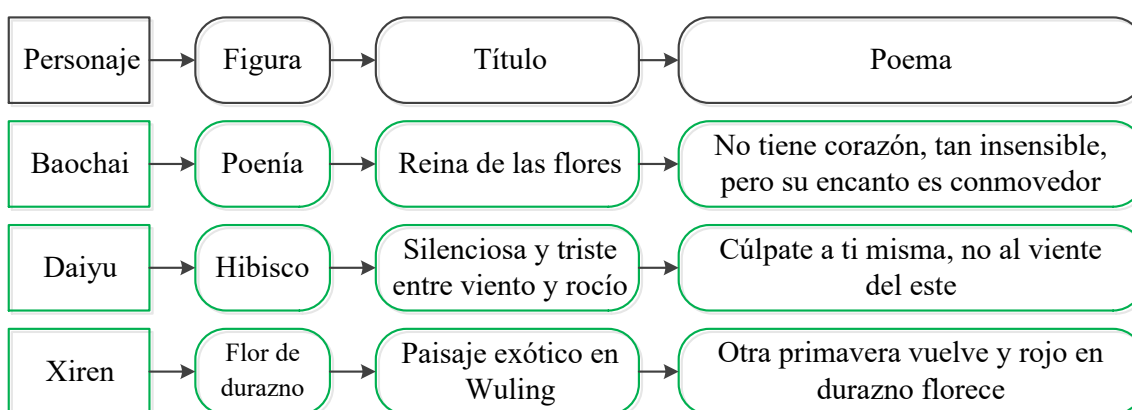 Personaje
Figura
Título
Poema
Baochai
Poenía
Reina de las flores
No tiene corazón, tan insensible,
pero su encanto es conmovedor
Daiyu
Hibisco
Silenciosa y triste
entre viento y rocío
Cúlpate a ti misma, no al viente
del este
Xiren
Flor de
durazno
Paisaje exótico en
Wuling
Otra primavera vuelve y rojo en
durazno florece